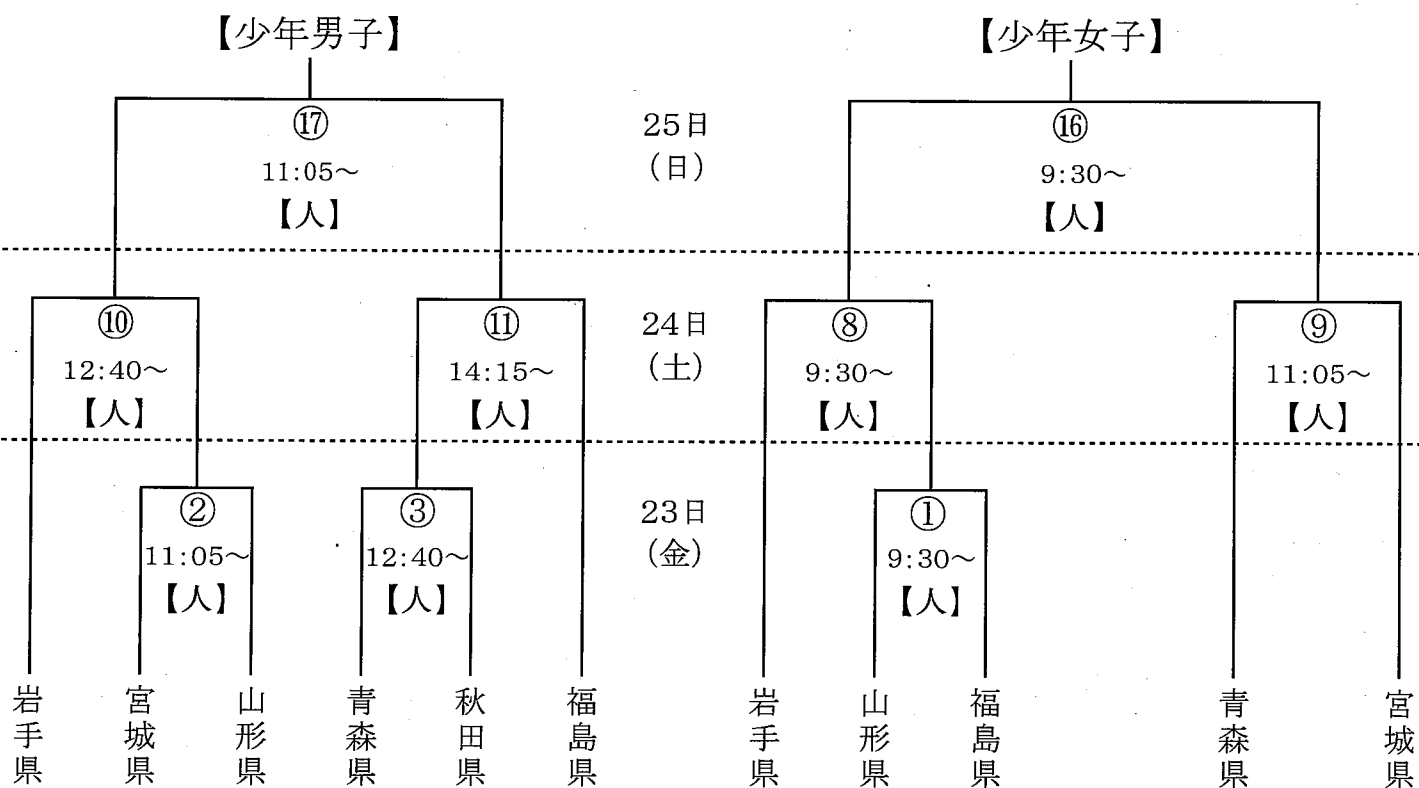 【少年男子】
【少年女子】
⑰
11:05～
【人】
25日
(日)
⑯
9:30～
【人】
⑩
12:40～
【人】
⑪
14:15～
【人】
24日
(土)
⑧
9:30～
【人】
⑨
11:05～
【人】
②
11:05～
【人】
③
12:40～
【人】
23日
(金)
①
9:30～
【人】
岩手県
宮城県
山形県
青森県
秋田県
福島県
岩手県
山形県
福島県
青森県
宮城県